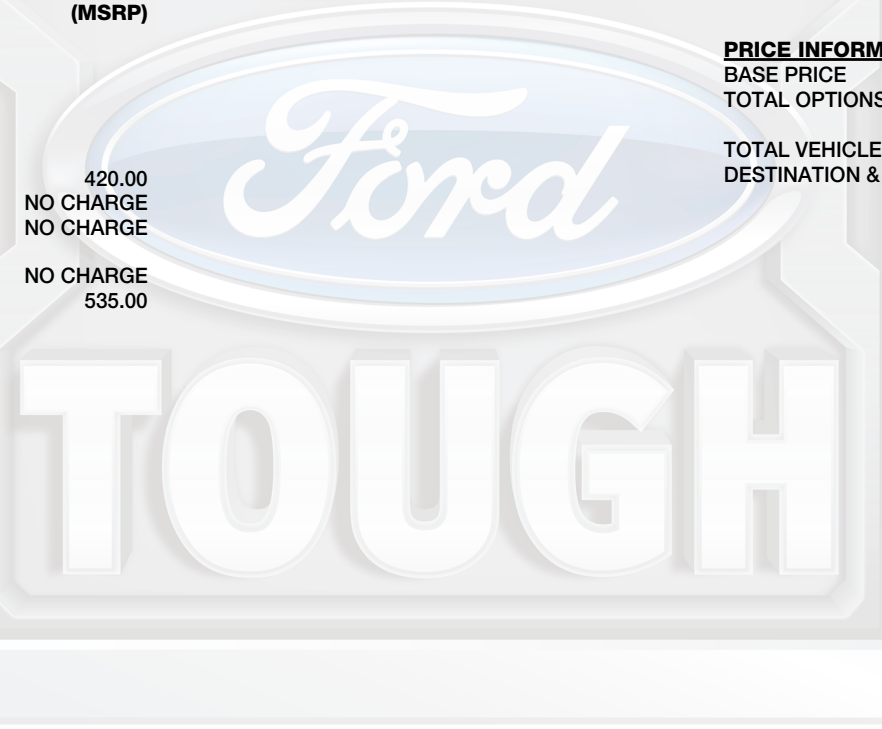 (MSRP)
420.00
NO CHARGE
NO CHARGE
NO CHARGE
535.00
PRICE INFORM
BASE PRICE
TOTAL OPTIONS
TOTAL VEHICLE
DESTINATION &
Ford
TOUGH